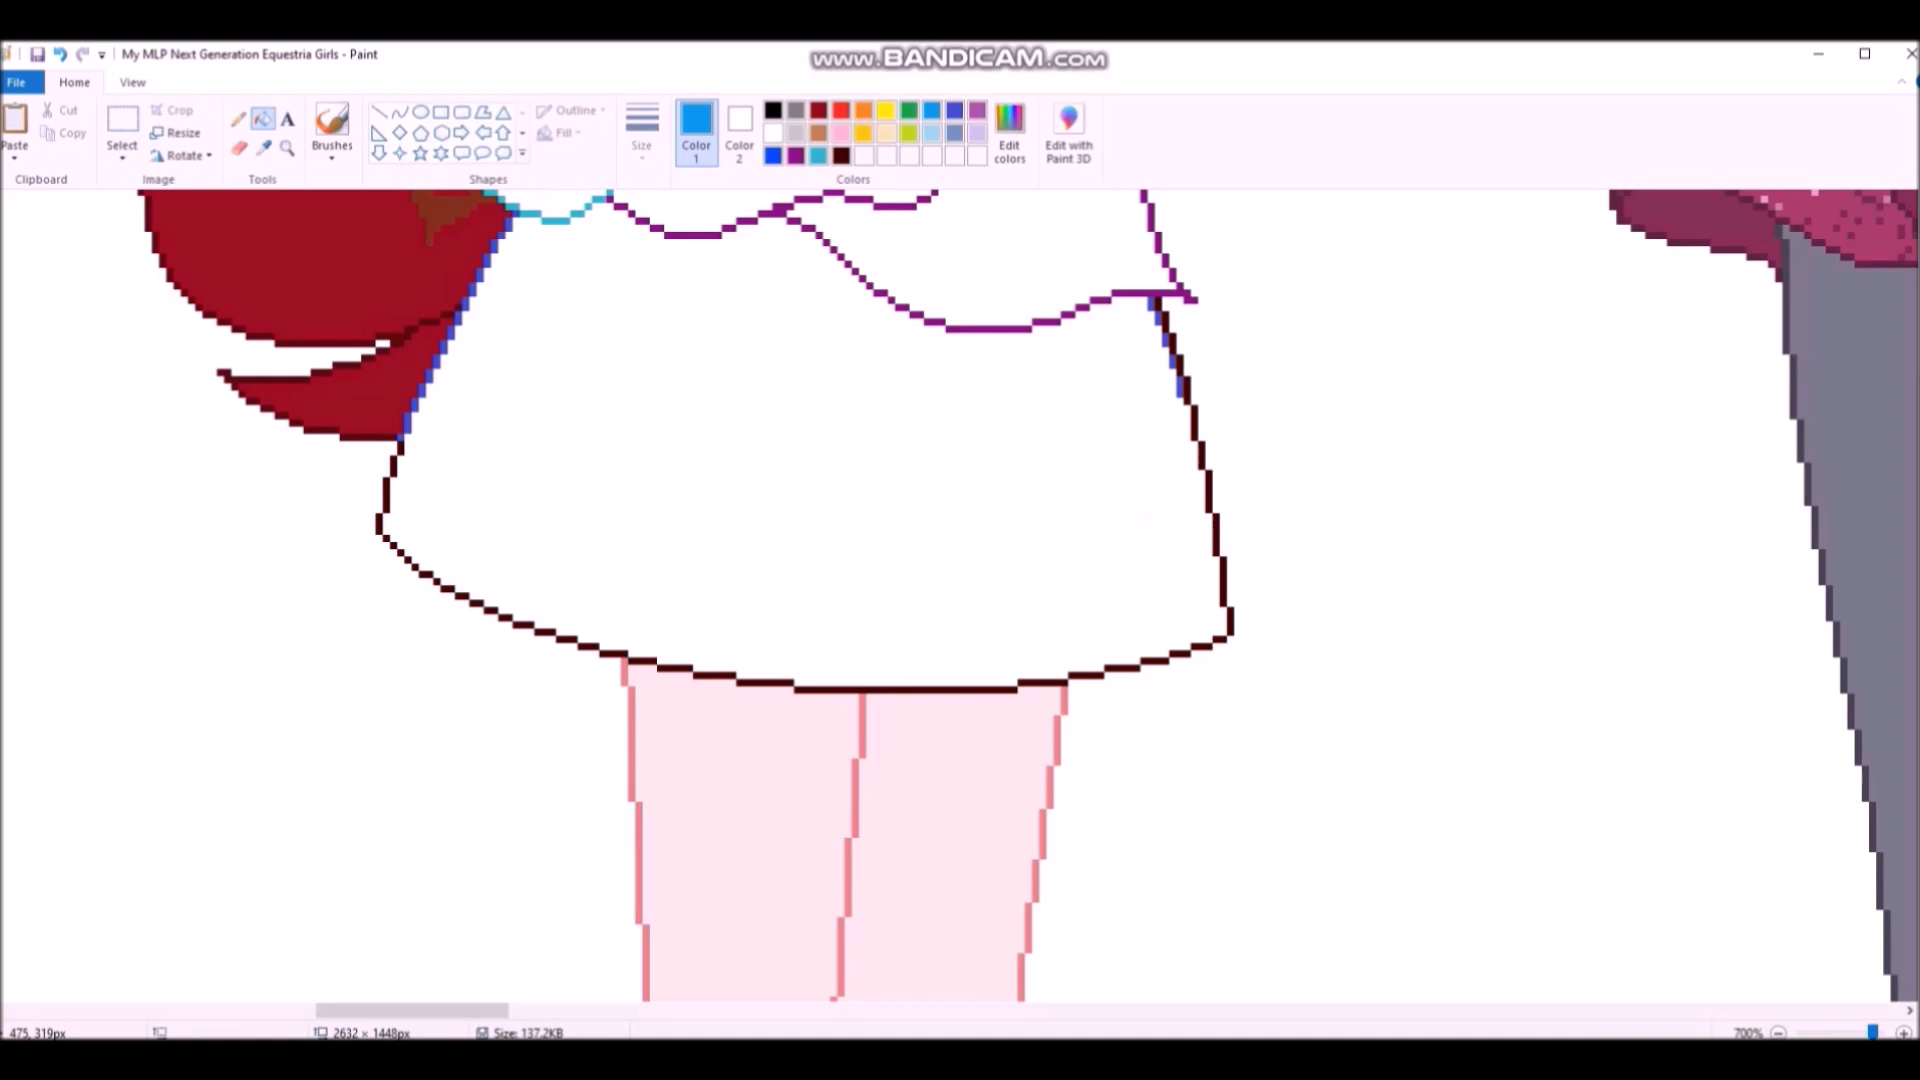 My MLP Next Generation Equestria Girls - Paint
www.BANDICAM.com
File Home View
Paste
Cut
Copy
Clipboard
Select
Crop
Resize
Rotate
Image
A
Tools
Brushes
Outline
Fill
Shapes
Size
Color 1
Color 2
Edit colors
Colors
Edit with Paint 3D
475, 319px
2632 × 1448px
Size: 137.2KB
700%